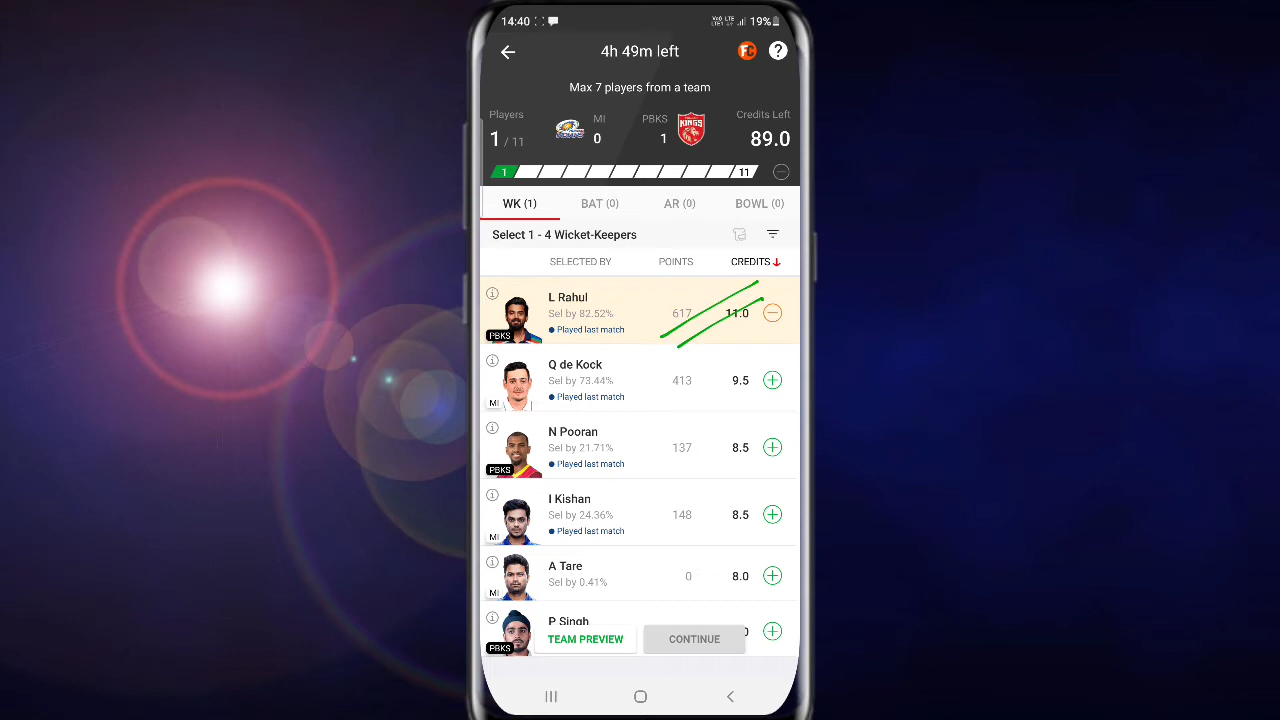 14:40
VoD LTE
LTE1
19%
4h 49m left
FC
?
Max 7 players from a team
Players
MI
PBKS
Credits Left
1 / 11
0
1
KINGS
89.0
1
11
WK (1)
BAT (0)
AR (0)
BOWL (0)
Select 1 - 4 Wicket-Keepers
SELECTED BY
POINTS
CREDITS
i
L Rahul
Sel by 82.52%
617
11.0
PBKS
Played last match
i
Q de Kock
Sel by 73.44%
413
9.5
MI
Played last match
i
N Pooran
Sel by 21.71%
137
8.5
PBKS
Played last match
i
I Kishan
Sel by 24.36%
148
8.5
MI
Played last match
i
A Tare
Sel by 0.41%
0
8.0
MI
i
P Singh
PBKS
TEAM PREVIEW
CONTINUE